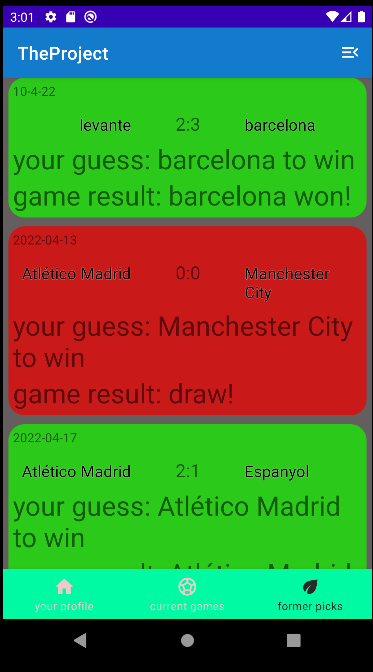 3:01
TheProject
10-4-22
levante 2:3 barcelona
your guess: barcelona to win
game result: barcelona won!
2022-04-13
Atlético Madrid 0:0 Manchester
City
your guess: Manchester City
to win
game result: draw!
2022-04-17
Atlético Madrid 2:1 Espanyol
your guess: Atlético Madrid
to win
your profile current games former picks